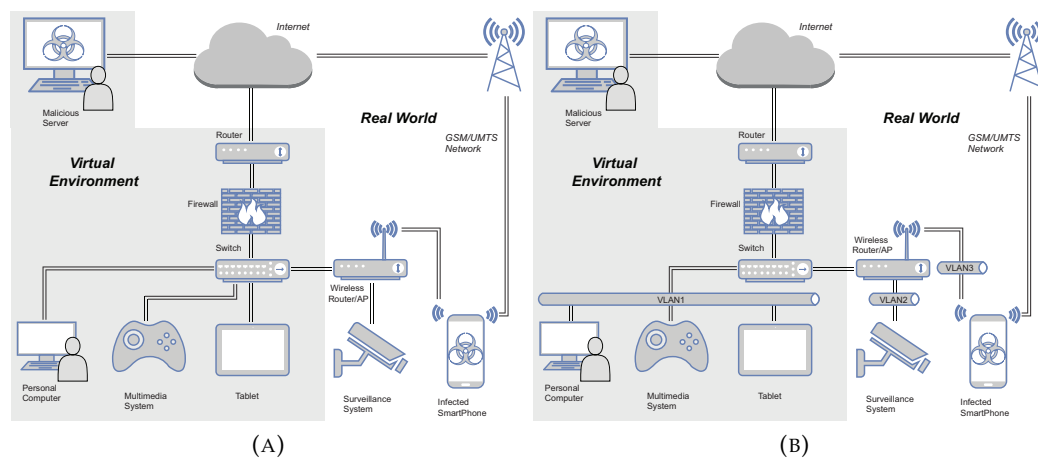 Internet
Malicious
Server
Real World
GSM/UMTS
Network
Router
Virtual
Environment
Firewall
Switch
Wireless
Router/AP
Personal
Computer
Multimedia
System
Tablet
Surveillance
System
Infected
SmartPhone
(A)
Internet
Malicious
Server
Real World
GSM/UMTS
Network
Router
Virtual
Environment
Firewall
Switch
Wireless
Router/AP
VLAN3
VLAN1
VLAN2
Personal
Computer
Multimedia
System
Tablet
Surveillance
System
Infected
SmartPhone
(B)